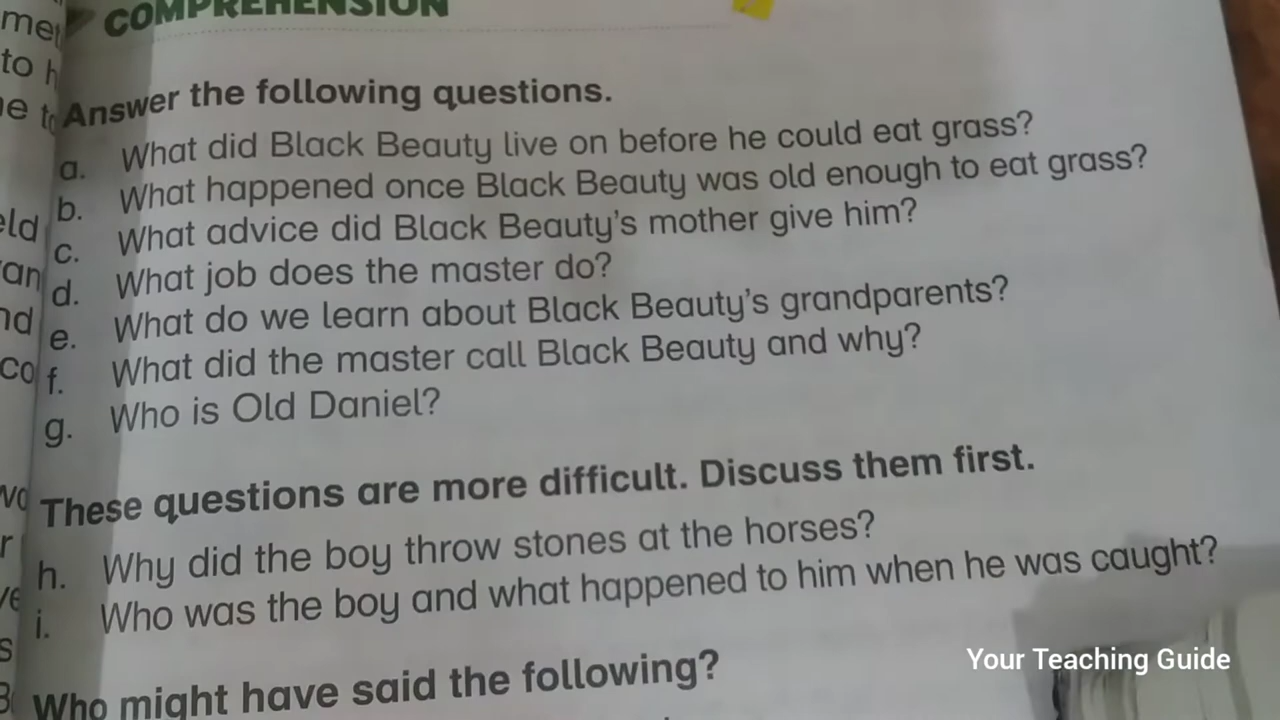 COMPREHENSION
Answer the following questions.
a. What did Black Beauty live on before he could eat grass?
b. What happened once Black Beauty was old enough to eat grass?
c. What advice did Black Beauty's mother give him?
d. What job does the master do?
e. What do we learn about Black Beauty's grandparents?
f. What did the master call Black Beauty and why?
g. Who is Old Daniel?
These questions are more difficult. Discuss them first.
h. Why did the boy throw stones at the horses?
i. Who was the boy and what happened to him when he was caught?
Who might have said the following?
Your Teaching Guide